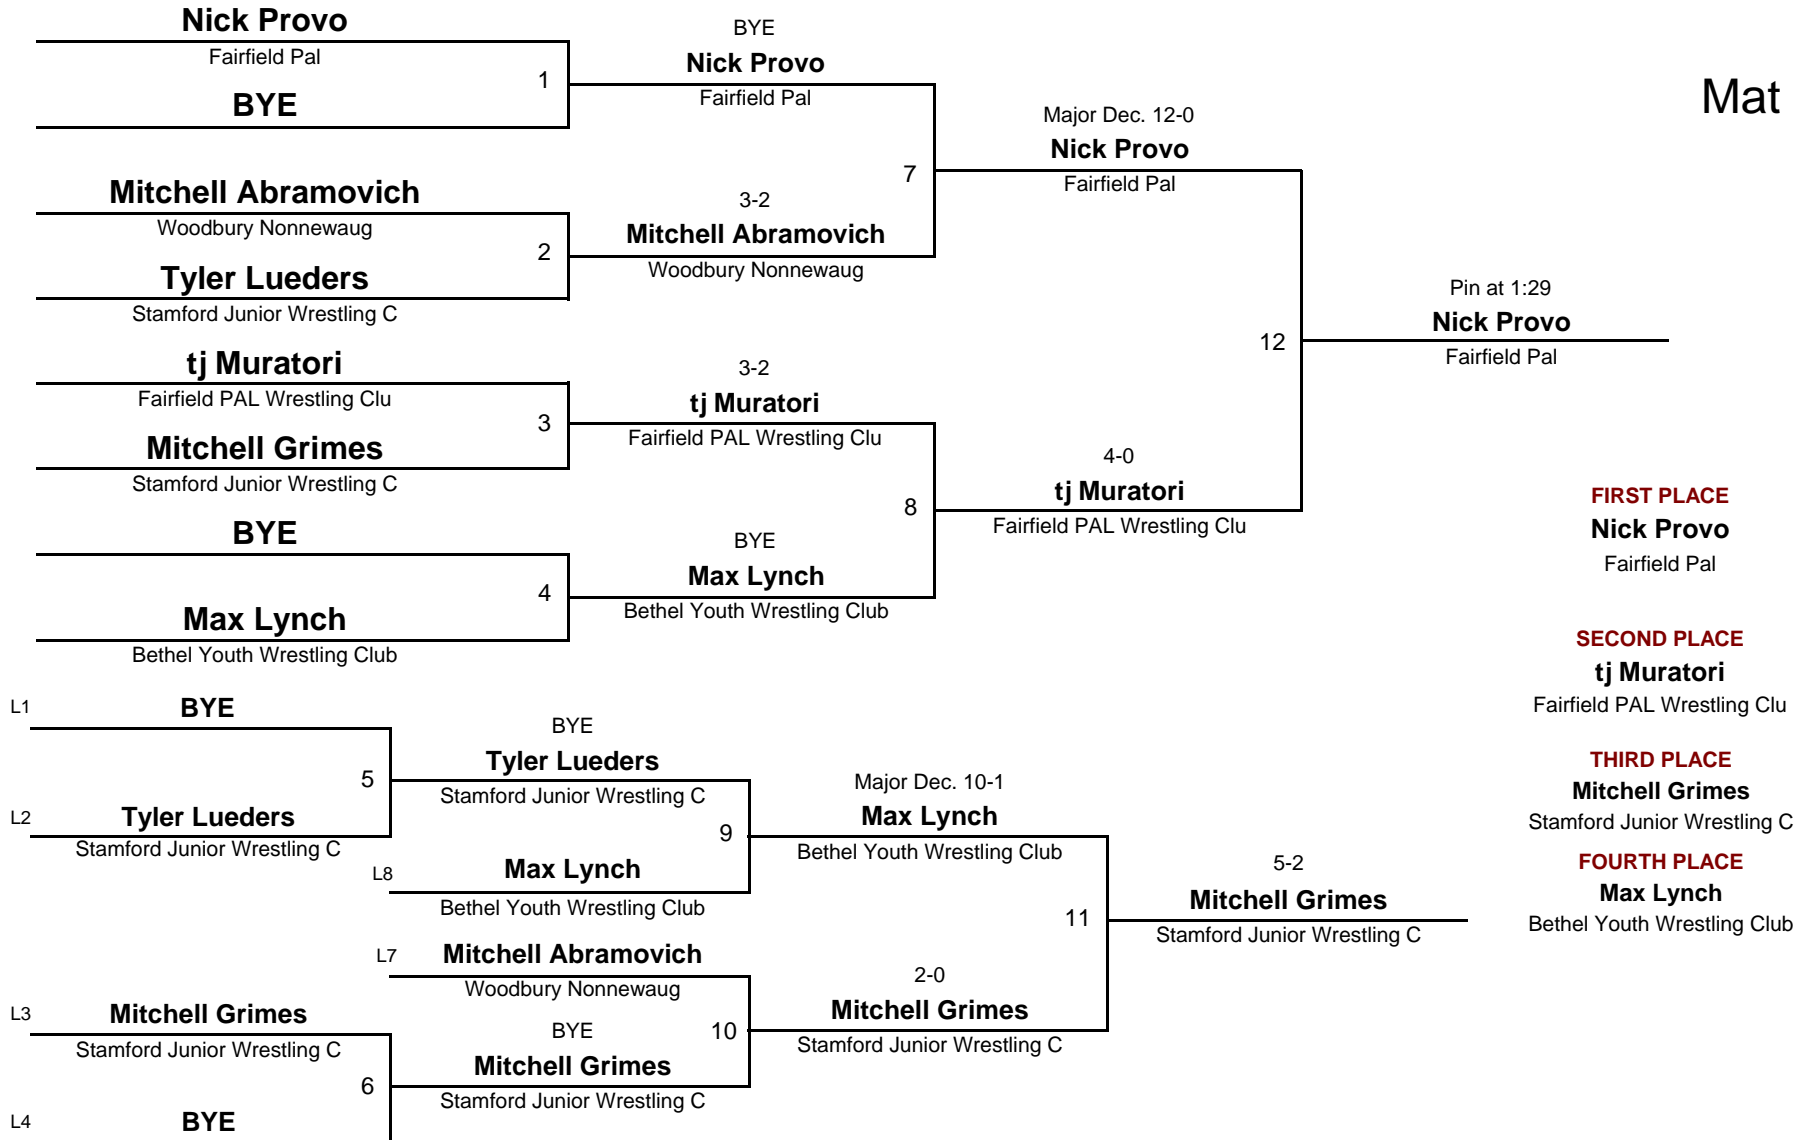 Nick Provo
Fairfield Pal
1
BYE
Mitchell Abramovich
Woodbury Nonnewaug
2
Tyler Lueders
Stamford Junior Wrestling C
tj Muratori
Fairfield PAL Wrestling Clu
3
Mitchell Grimes
Stamford Junior Wrestling C
BYE
4
Max Lynch
Bethel Youth Wrestling Club
BYE
Nick Provo
Fairfield Pal
7
3-2
Mitchell Abramovich
Woodbury Nonnewaug
3-2
tj Muratori
Fairfield PAL Wrestling Clu
8
BYE
Max Lynch
Bethel Youth Wrestling Club
Major Dec. 12-0
Nick Provo
Fairfield Pal
12
4-0
tj Muratori
Fairfield PAL Wrestling Clu
Pin at 1:29
Nick Provo
Fairfield Pal
Mat
FIRST PLACE
Nick Provo
Fairfield Pal
SECOND PLACE
tj Muratori
Fairfield PAL Wrestling Clu
THIRD PLACE
Mitchell Grimes
Stamford Junior Wrestling C
FOURTH PLACE
Max Lynch
Bethel Youth Wrestling Club
L1
BYE
5
L2
Tyler Lueders
Stamford Junior Wrestling C
BYE
Tyler Lueders
Stamford Junior Wrestling C
9
L8
Max Lynch
Bethel Youth Wrestling Club
L7
Mitchell Abramovich
Woodbury Nonnewaug
10
BYE
Mitchell Grimes
Stamford Junior Wrestling C
L3
Mitchell Grimes
Stamford Junior Wrestling C
6
L4
BYE
Major Dec. 10-1
Max Lynch
Bethel Youth Wrestling Club
11
2-0
Mitchell Grimes
Stamford Junior Wrestling C
5-2
Mitchell Grimes
Stamford Junior Wrestling C